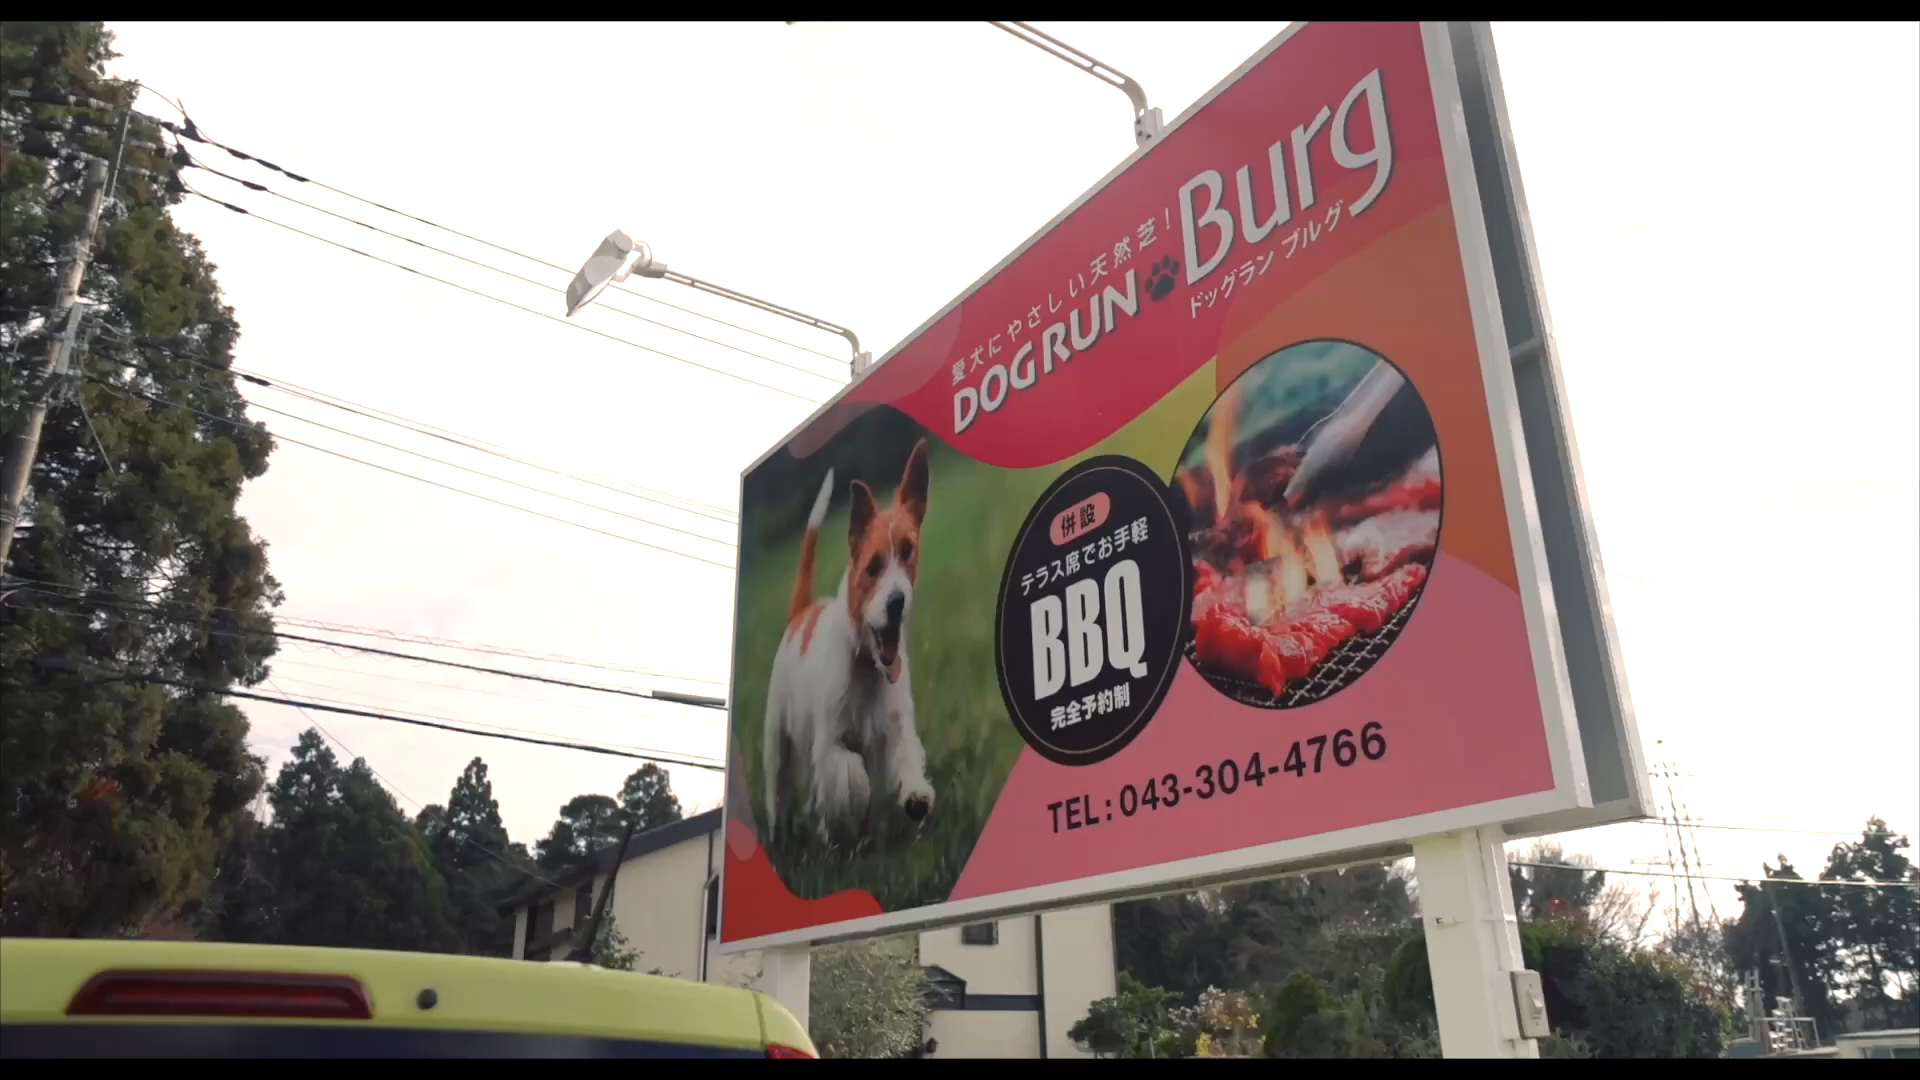 愛犬にやさしい天然芝！
DOG RUN Burg
ドッグラン ブルグ
併設
テラス席でお手軽
BBQ
完全予約制
TEL:043-304-4766